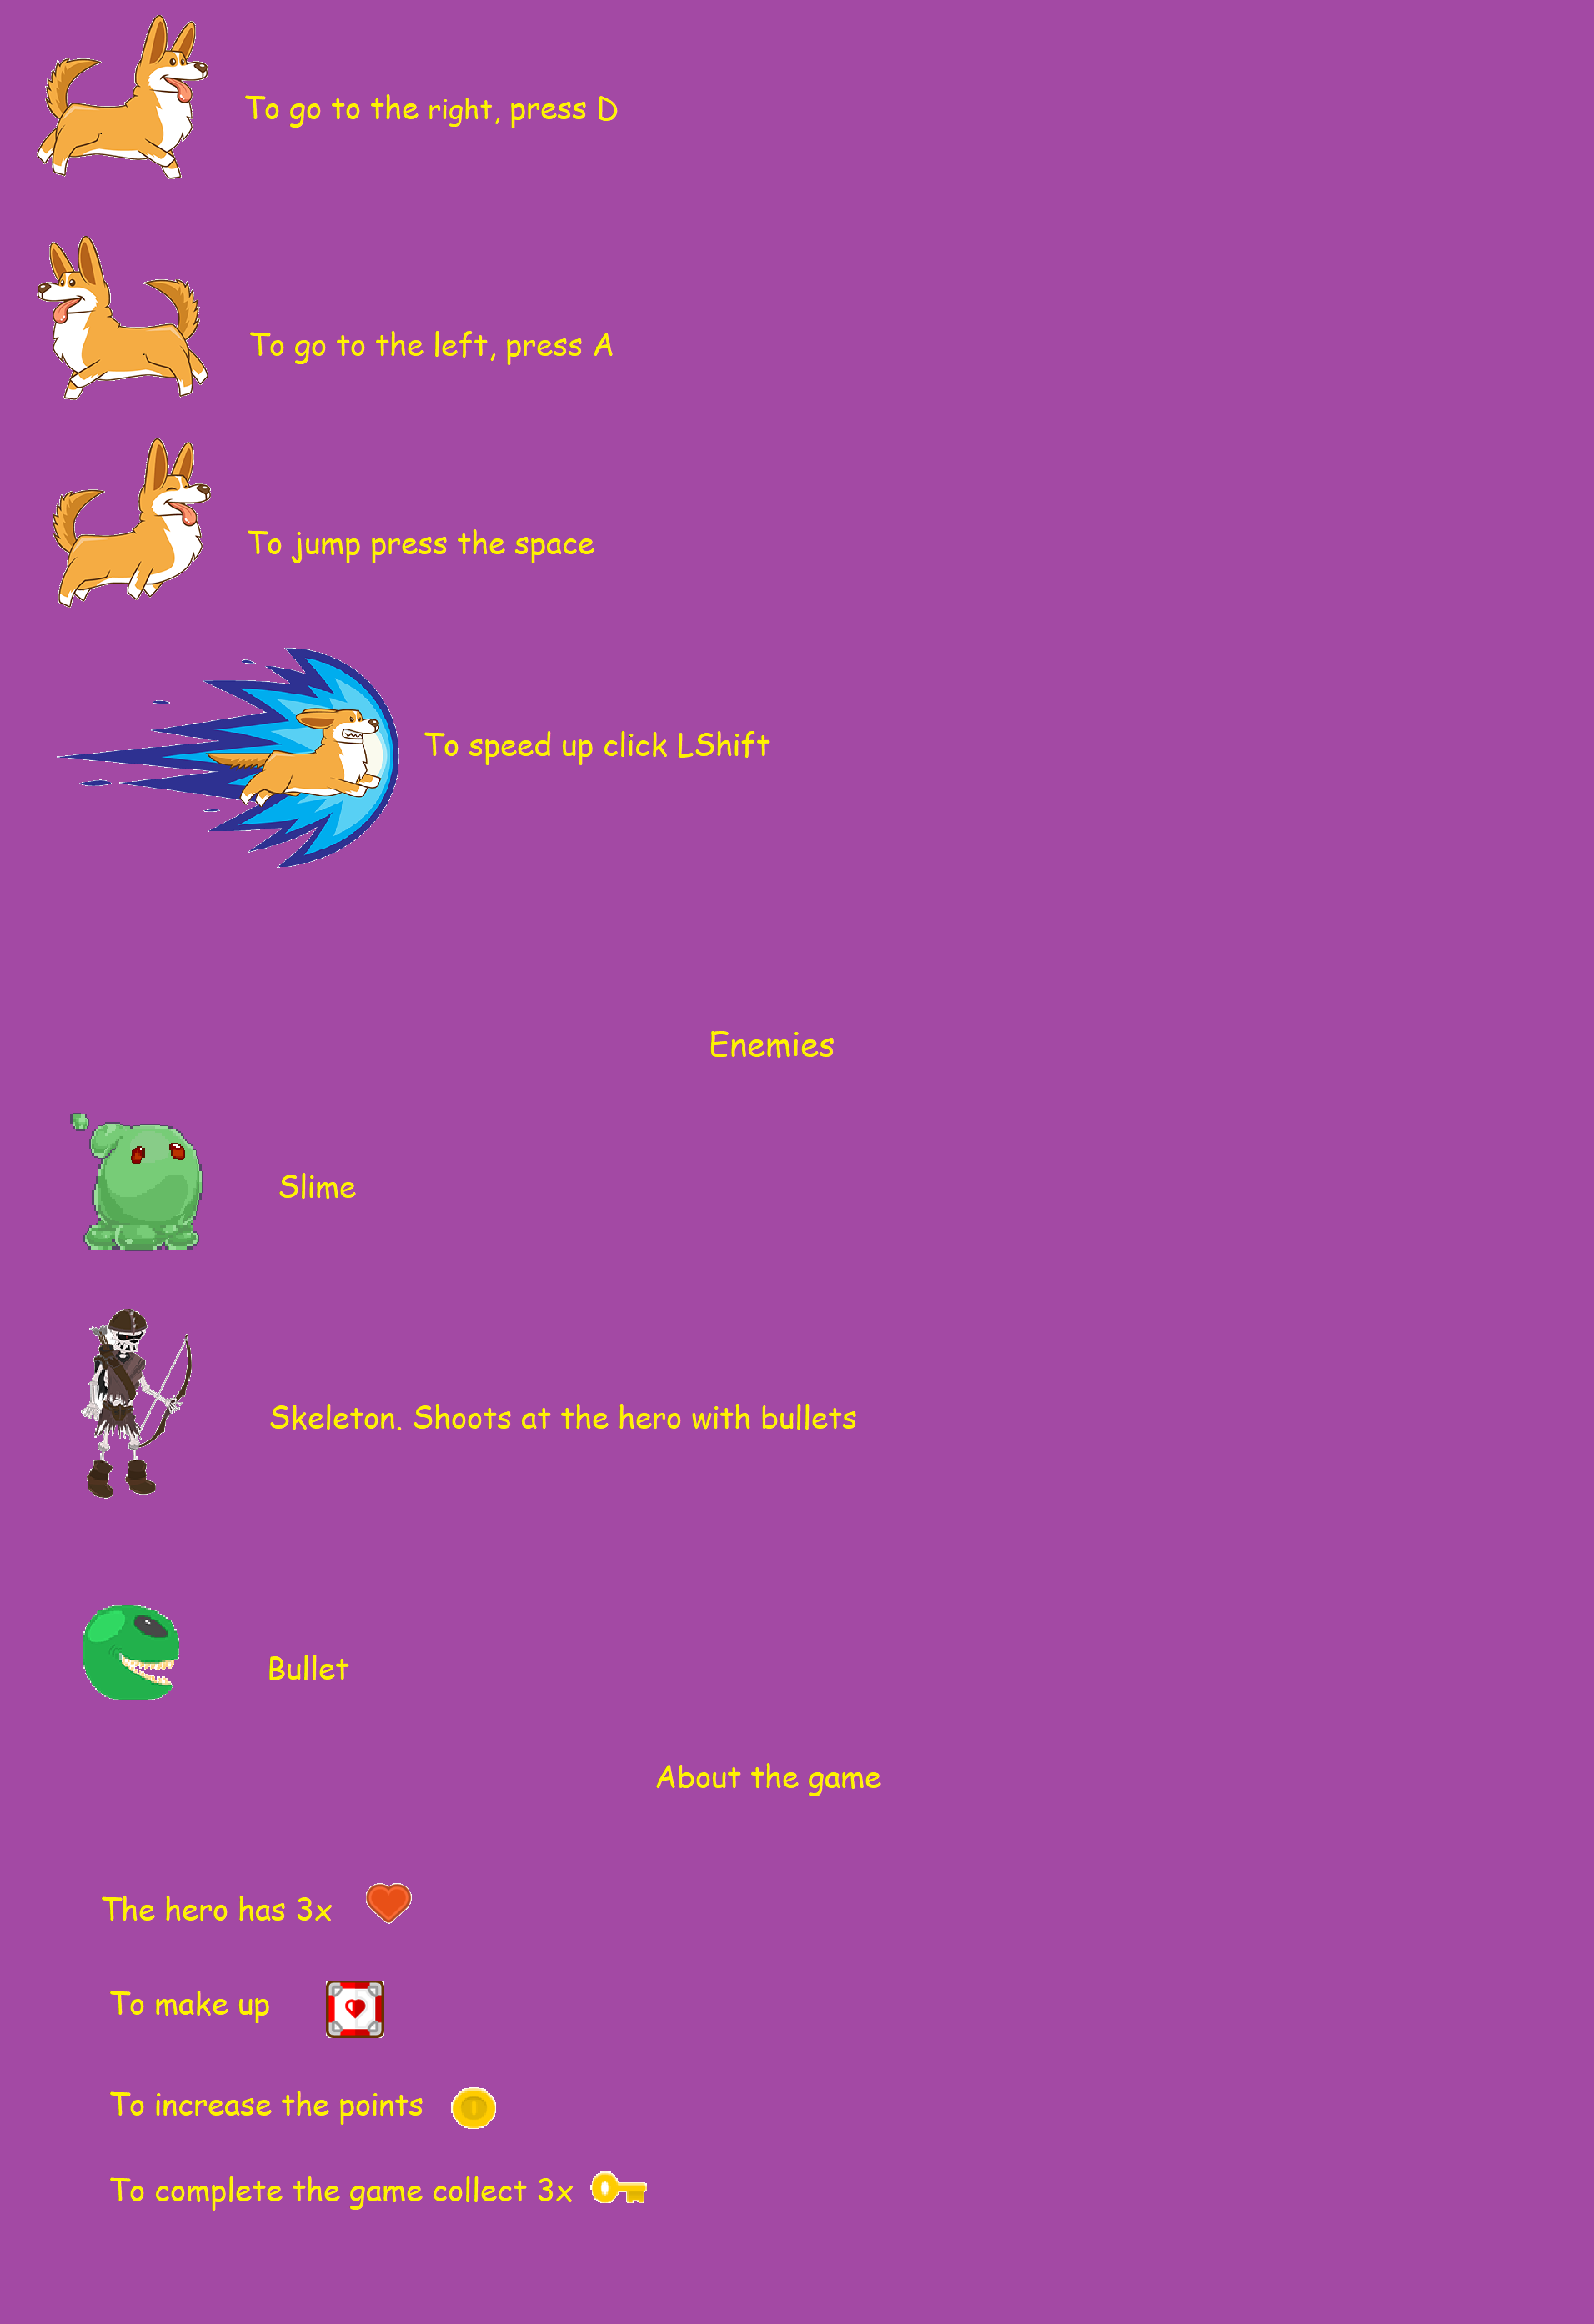 To go to the right, press D
To go to the left, press A
To jump press the space
To speed up click LShift
Enemies
Slime
Skeleton. Shoots at the hero with bullets
Bullet
About the game
The hero has 3x
To make up
To increase the points
To complete the game collect 3x